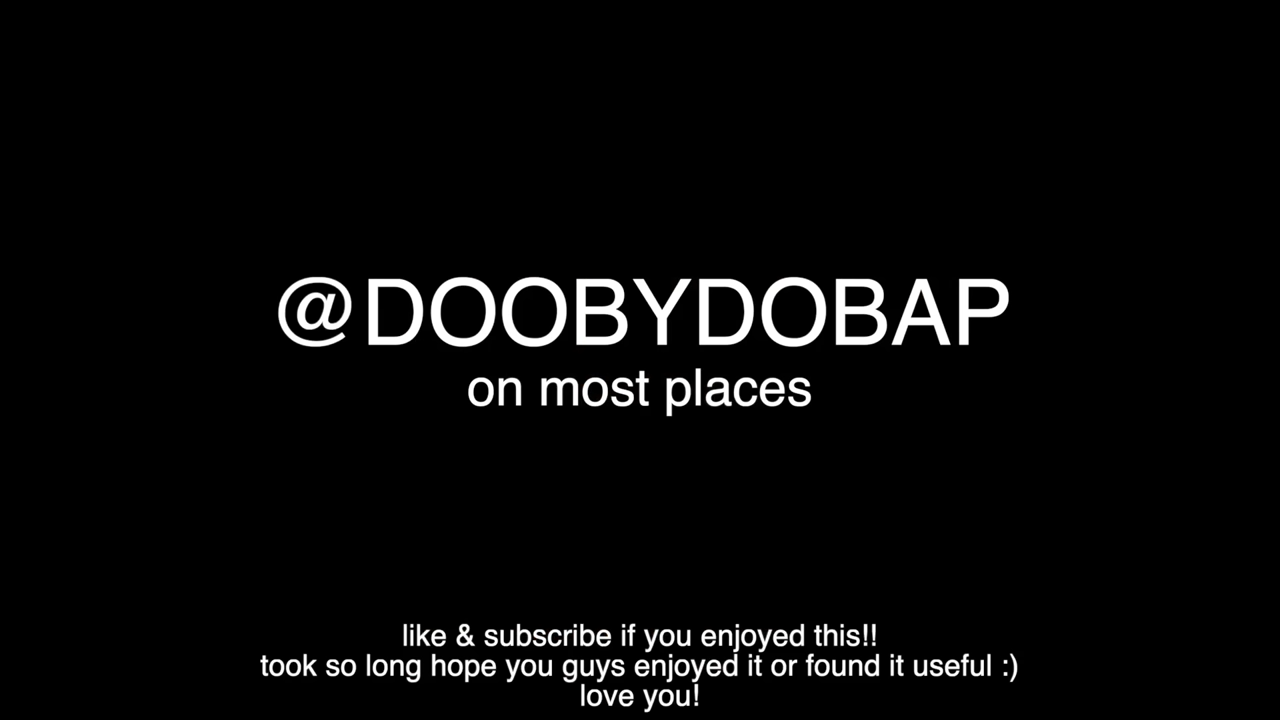 @DOOBYDOBAP
on most places
like & subscribe if you enjoyed this!!
took so long hope you guys enjoyed it or found it useful :)
love you!